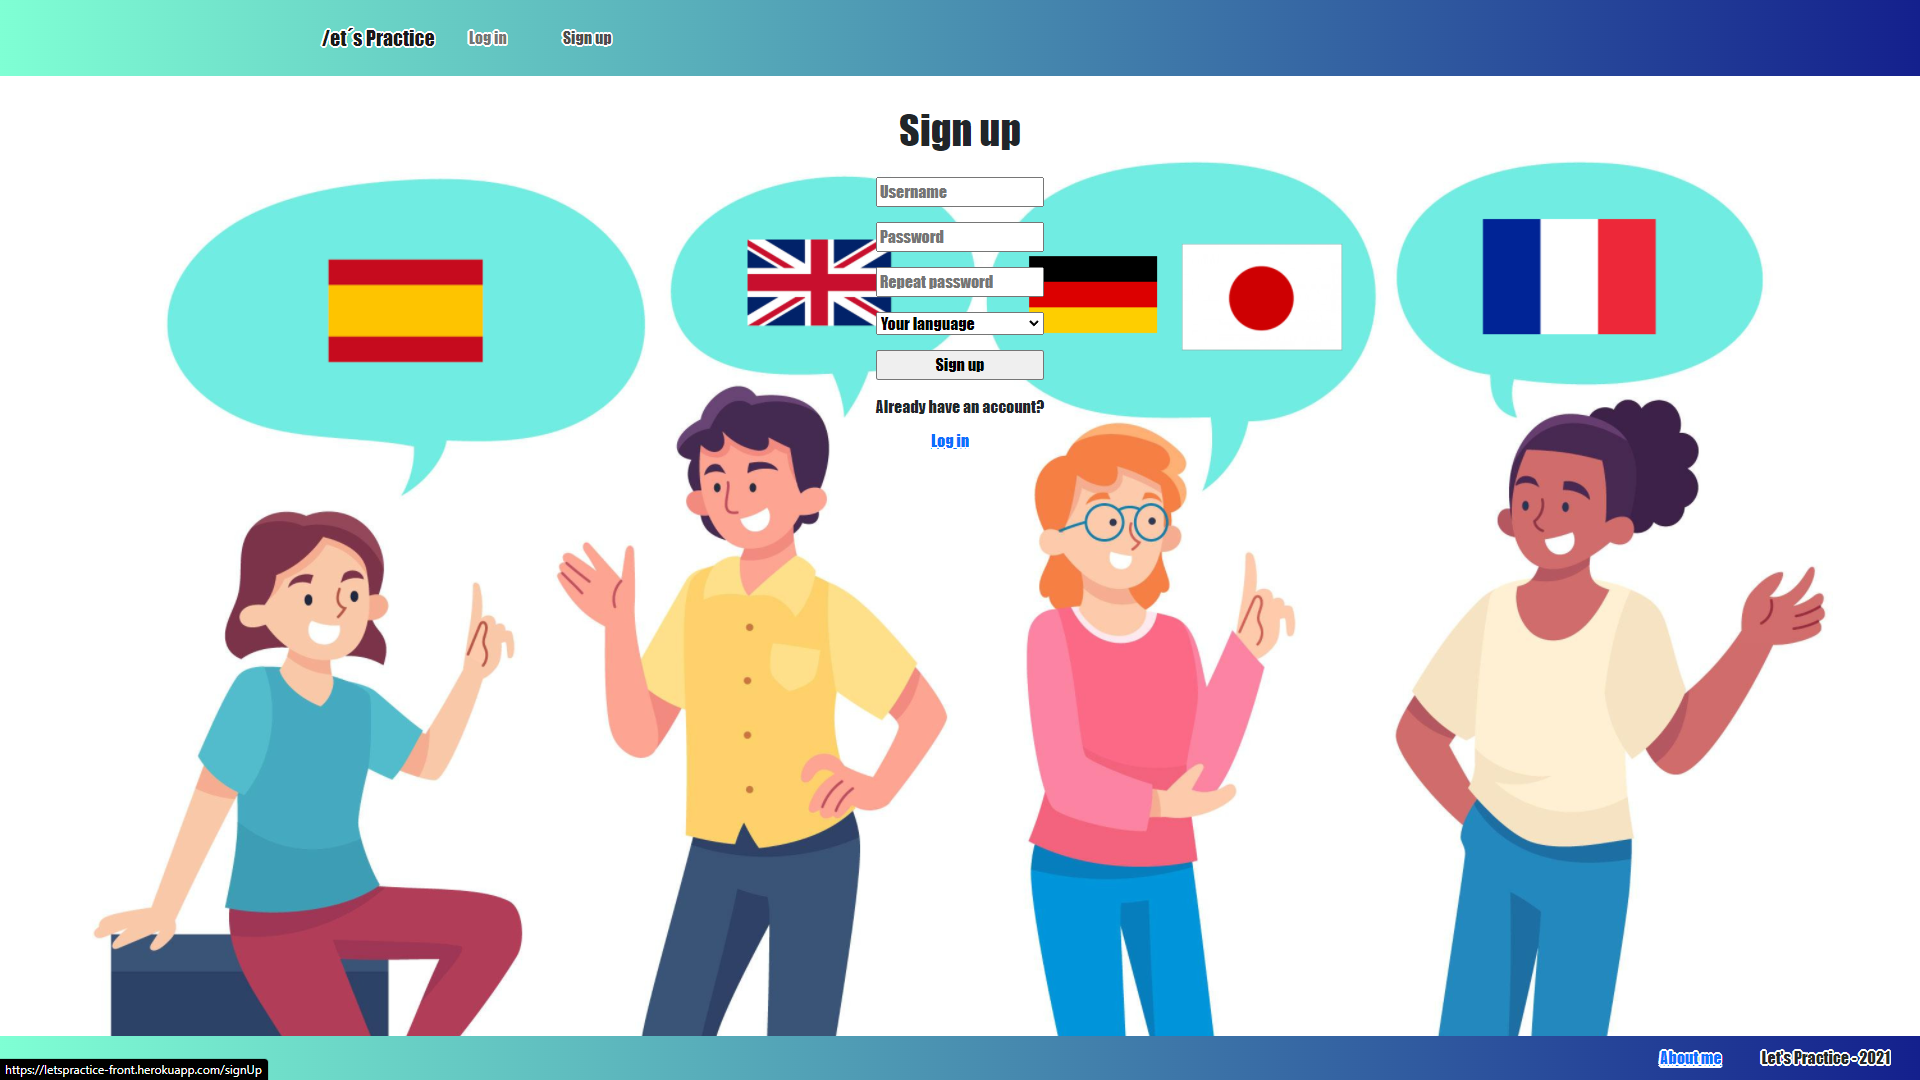 /et´s Practice Log in Sign up
Sign up
Username
Password
Repeat password
Your language
Sign up
Already have an account?
Log in
About me Let's Practice - 2021
https://letspractice-front.herokuapp.com/signUp